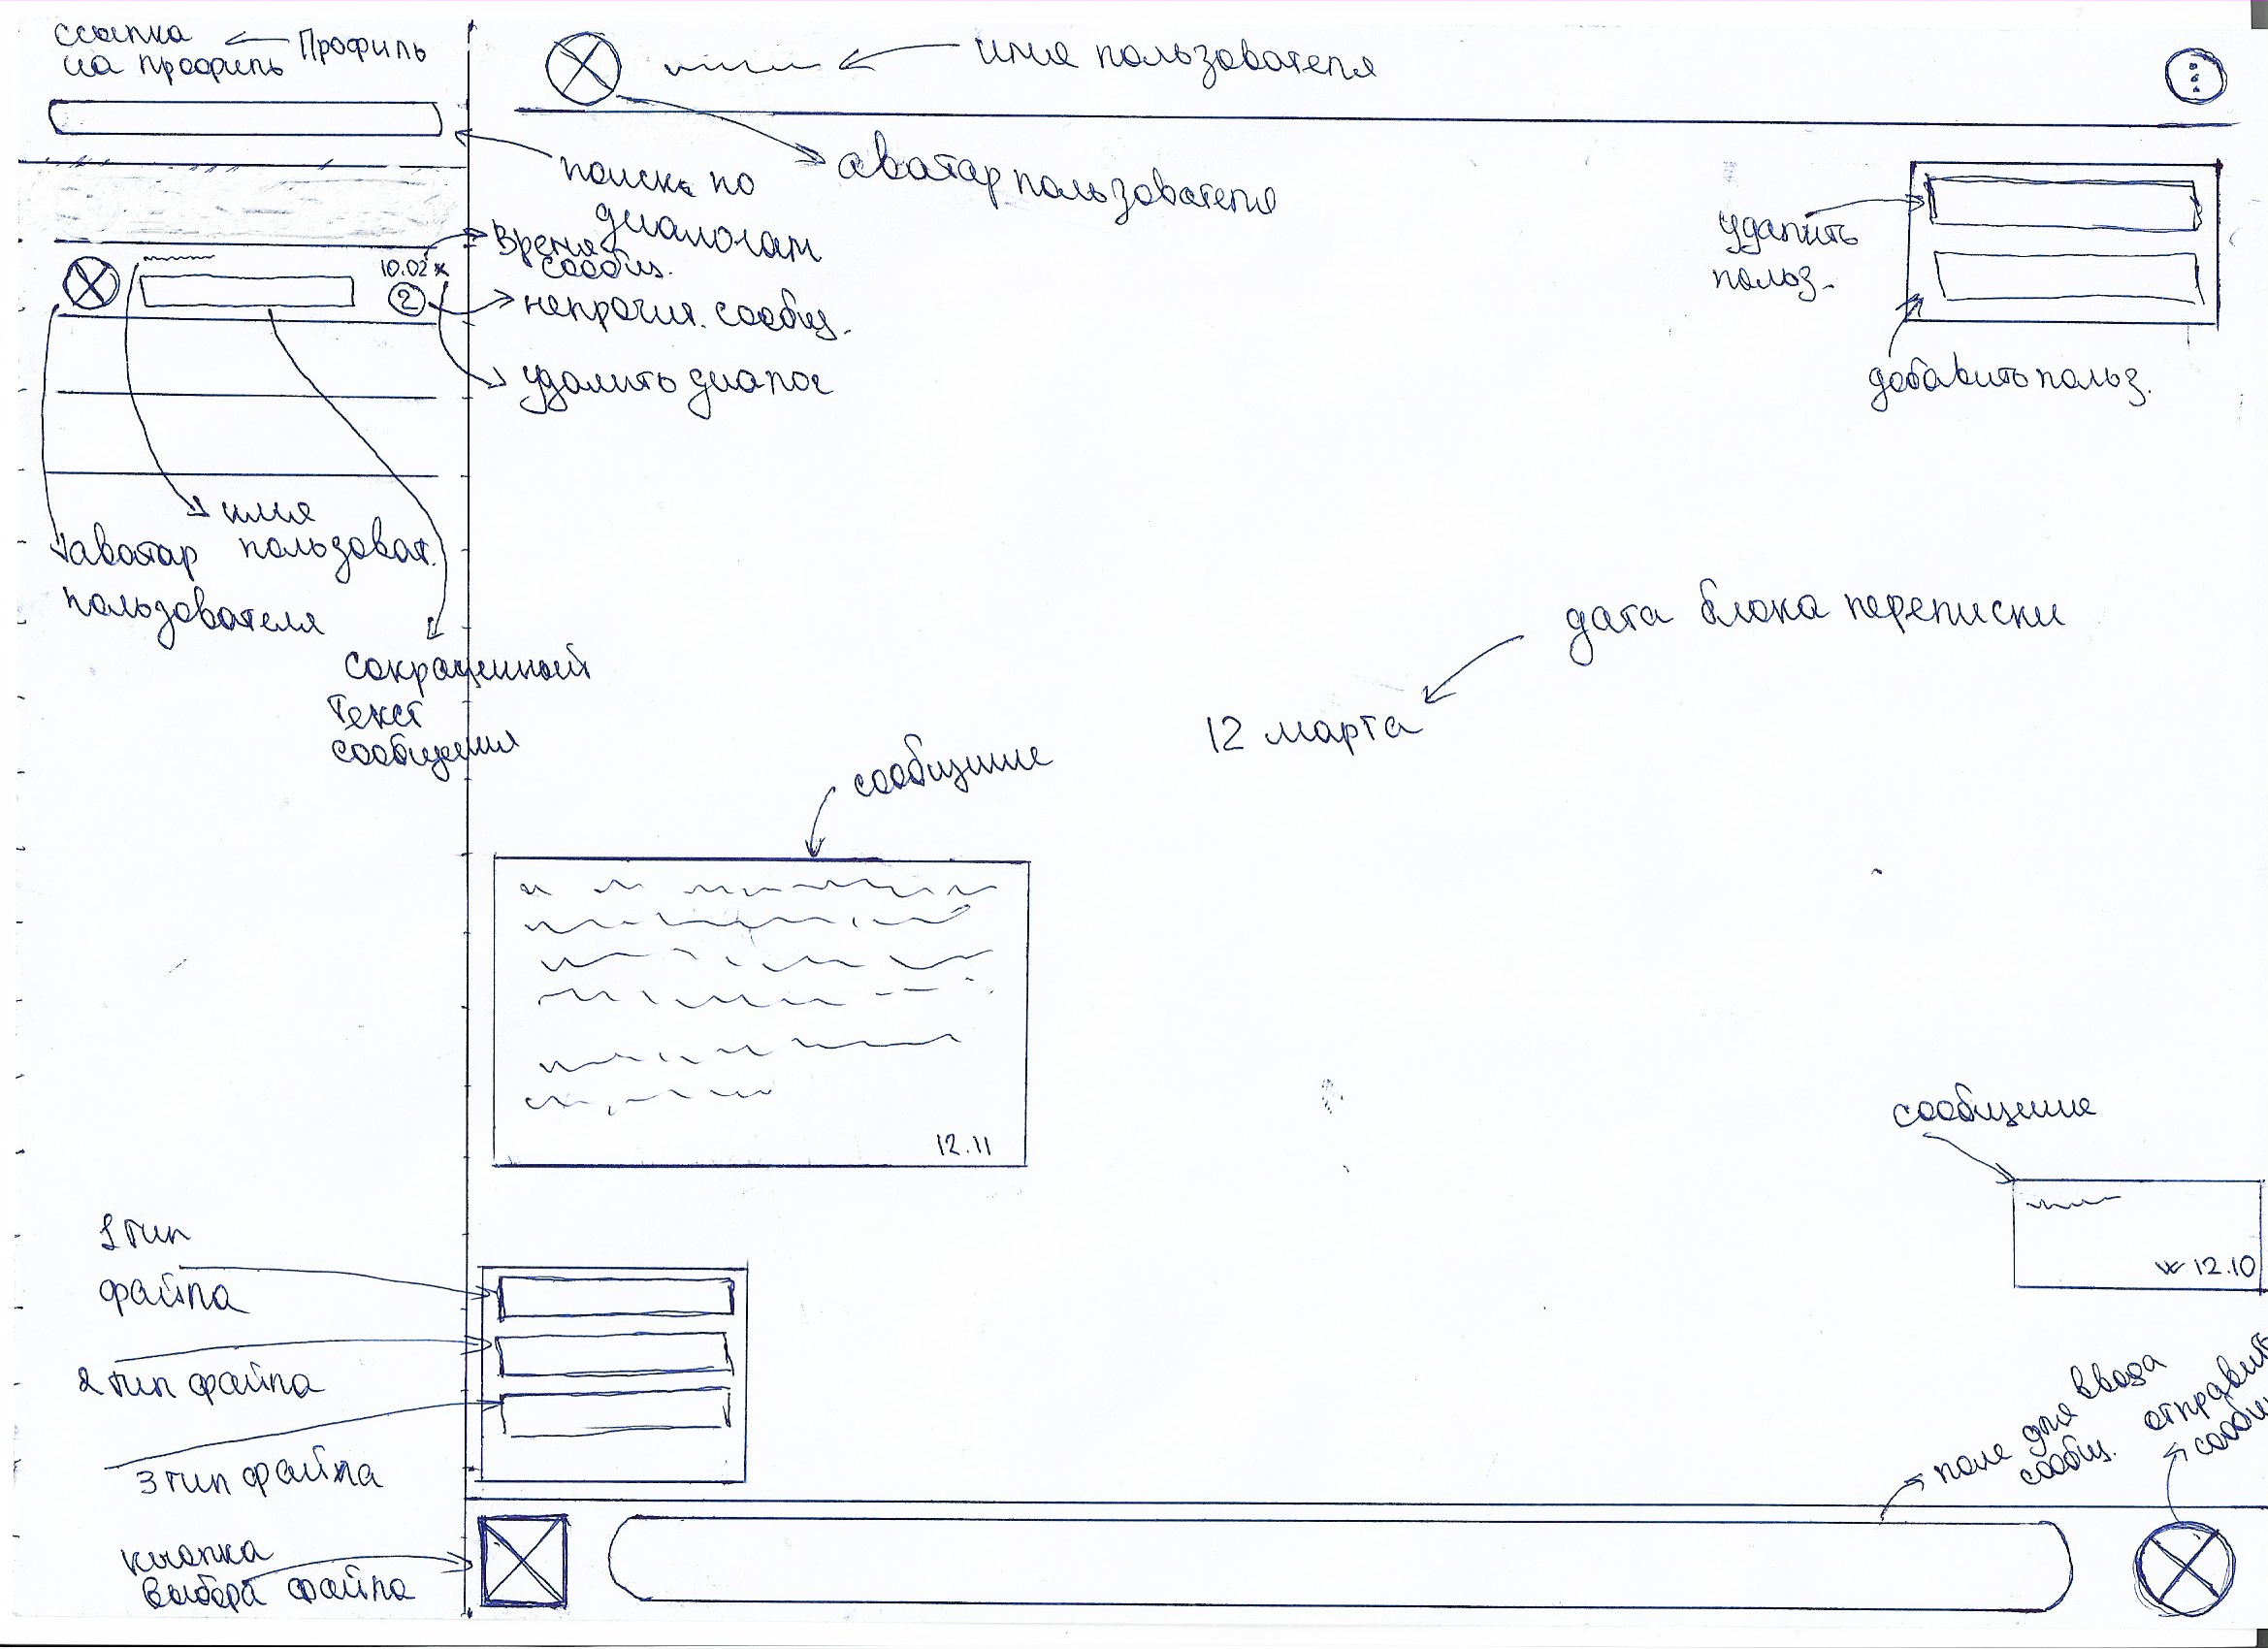 ссылка
на профиль
Профиль
имя пользователя
аватар пользователя
поиск по
диалогам
Время
сообщ.
10.02 x
2
непрочит. сообщ.
удалить диалог
удалить
польз.
добавить польз.
имя
пользоват.
аватар
пользователя
сокращенный
текст
сообщения
дата блока переписки
12 марта
сообщение
12.11
сообщение
12.10
1 тип
файла
2 тип файла
3 тип файла
кнопка
выбора файла
поле для ввода
сообщ.
отправит
сообщ